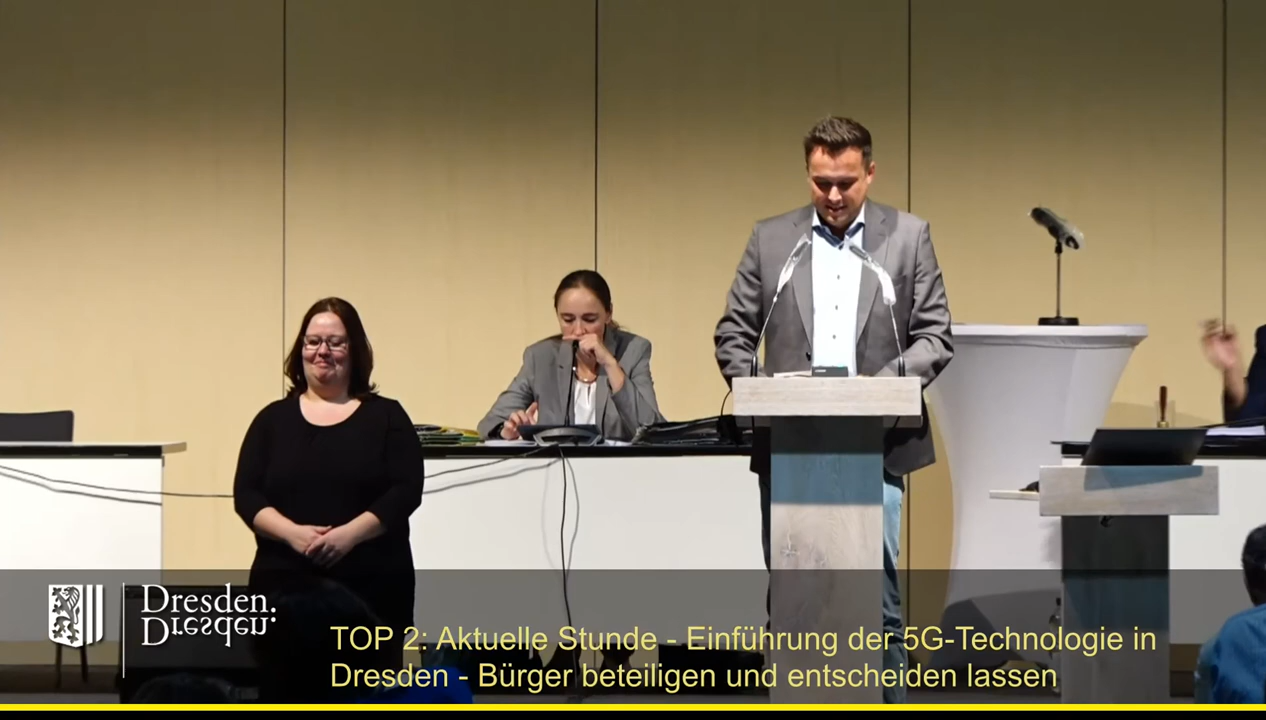 Dresden.
Dresden.
TOP 2: Aktuelle Stunde - Einführung der 5G-Technologie in
Dresden - Bürger beteiligen und entscheiden lassen